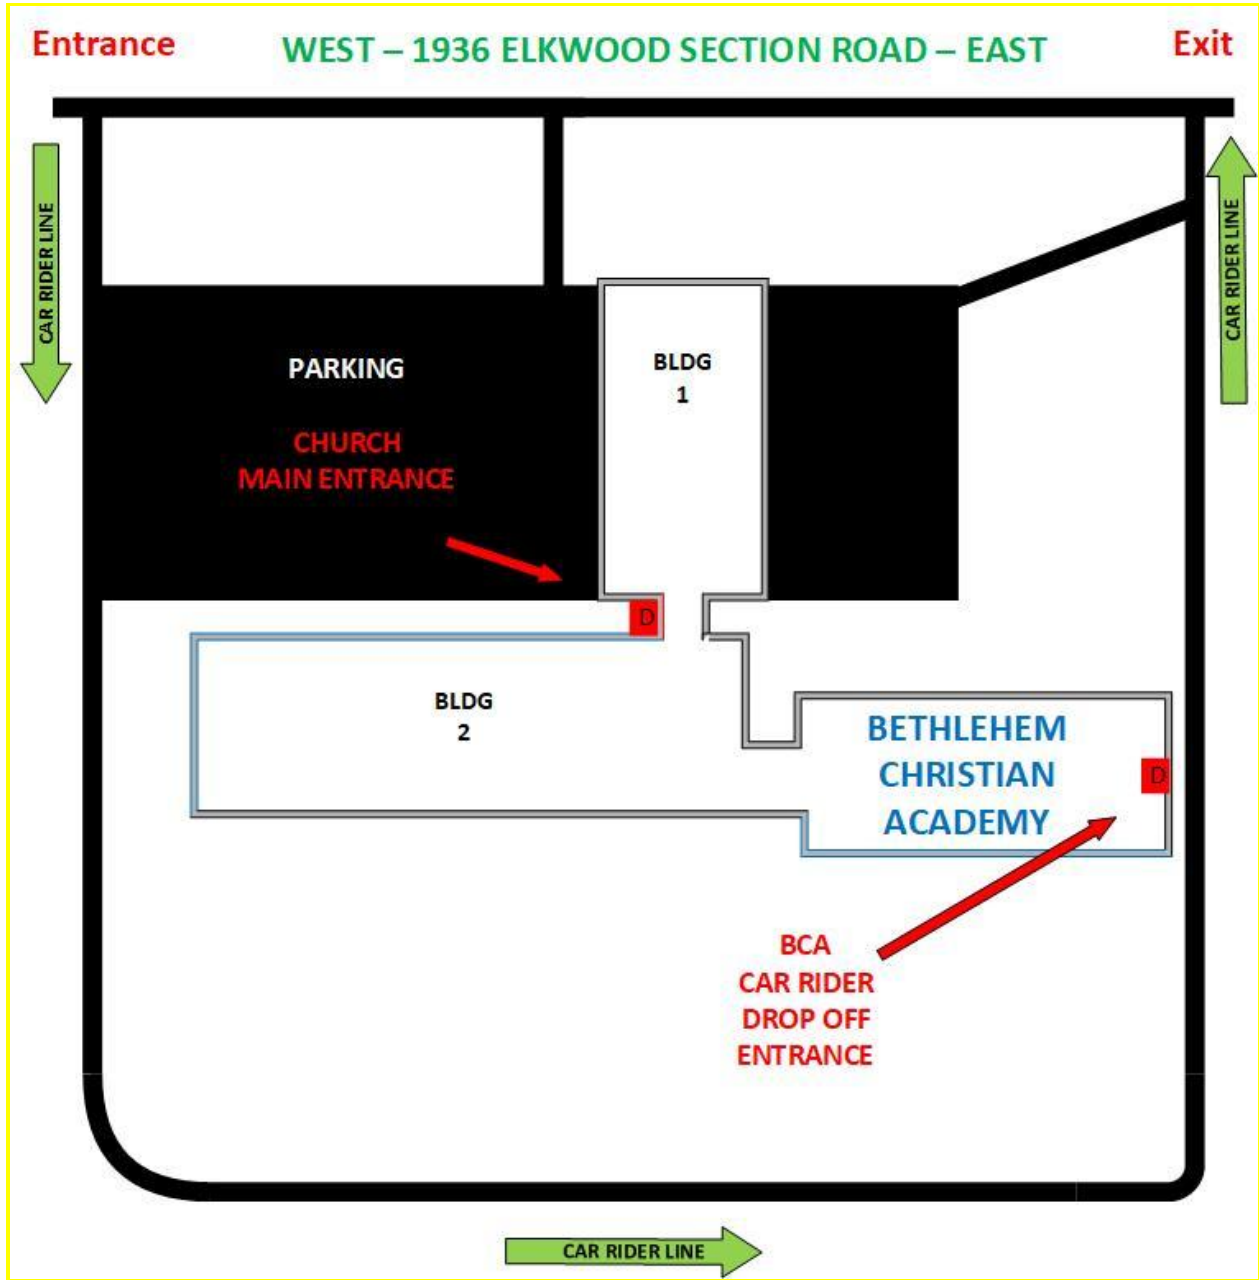 Entrance
WEST – 1936 ELKWOOD SECTION ROAD – EAST
Exit
CAR RIDER LINE
CAR RIDER LINE
PARKING
BLDG
1
CHURCH
MAIN ENTRANCE
D
BLDG
2
BETHLEHEM
CHRISTIAN
ACADEMY
D
BCA
CAR RIDER
DROP OFF
ENTRANCE
CAR RIDER LINE